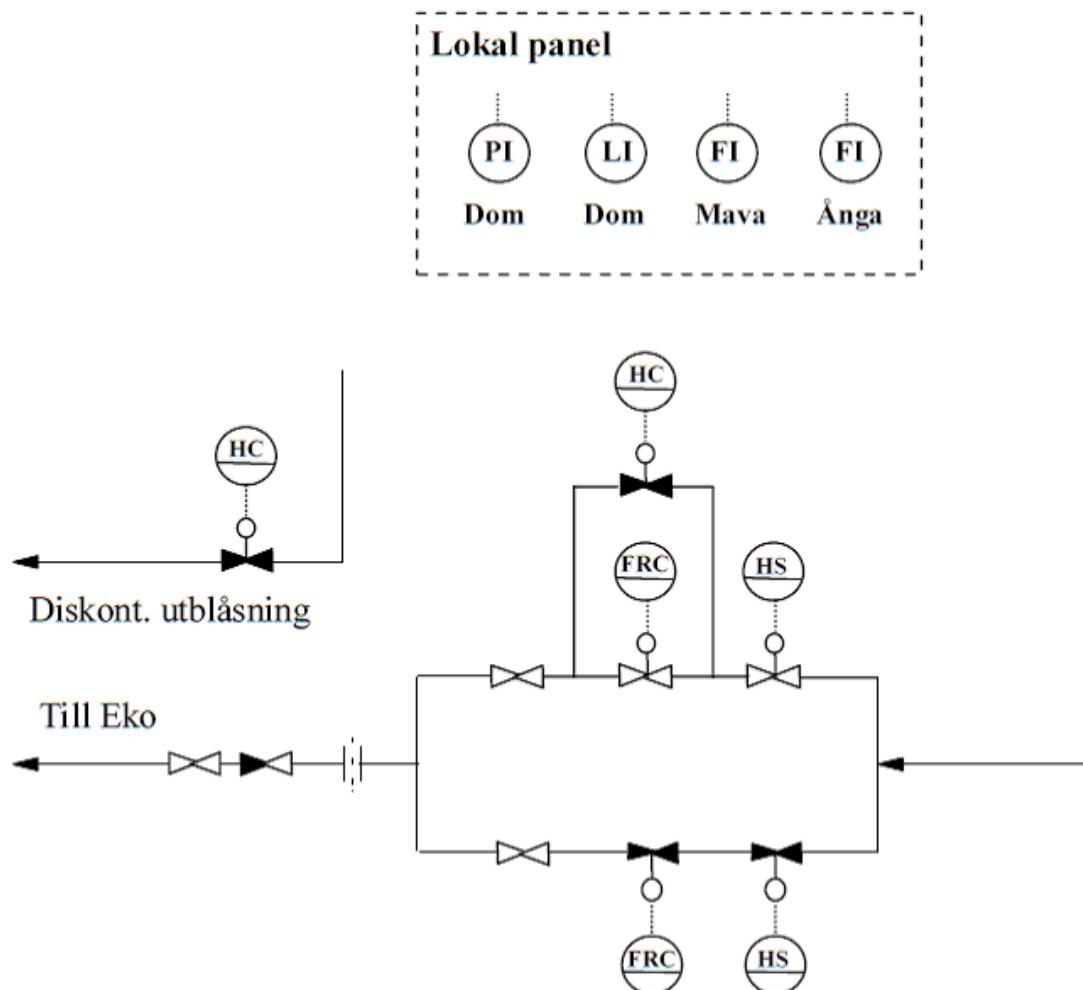 Lokal panel
PI LI FI FI
Dom Dom Mava Ånga
HC
HC
FRC HS
Diskont. utblåsning
Till Eko
FRC HS